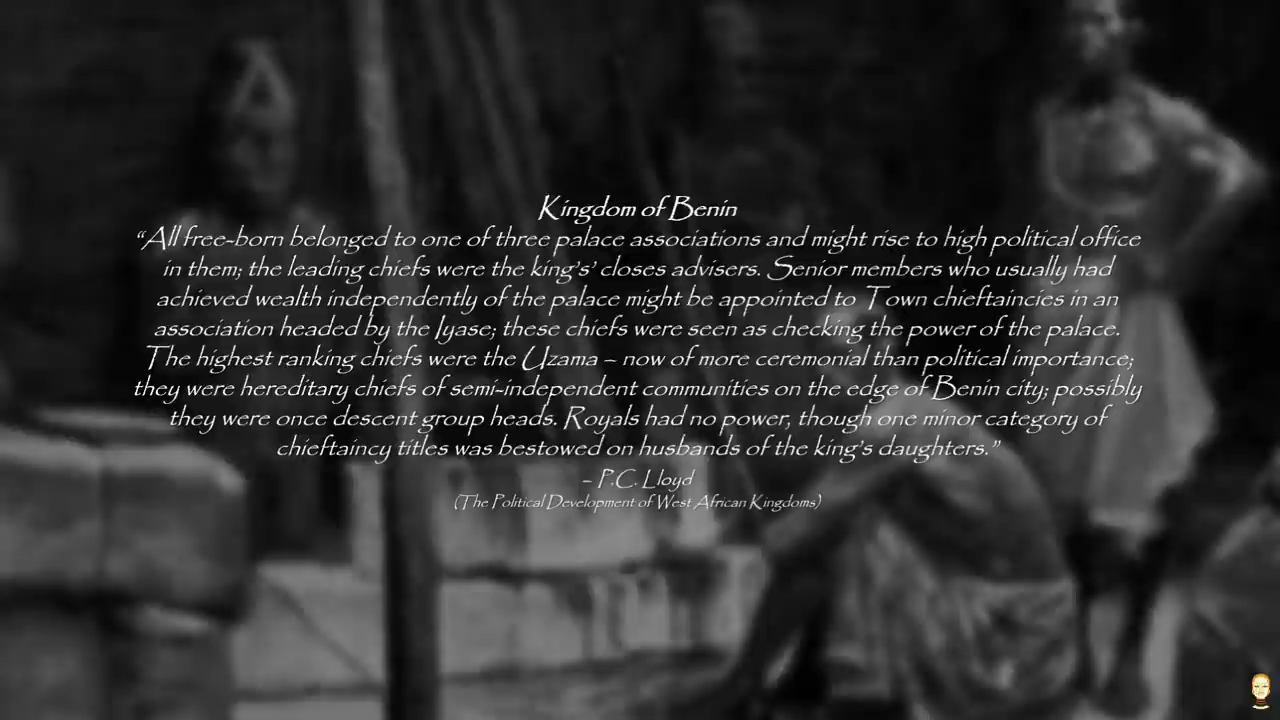 Kingdom of Benin
“All free-born belonged to one of three palace associations and might rise to high political office
in them; the leading chiefs were the king’s’ closes advisers. Senior members who usually had
achieved wealth independently of the palace might be appointed to Town chieftaincies in an
association headed by the Iyase; these chiefs were seen as checking the power of the palace.
The highest ranking chiefs were the Uzama – now of more ceremonial than political importance;
they were hereditary chiefs of semi-independent communities on the edge of Benin city; possibly
they were once descent group heads. Royals had no power, though one minor category of
chieftaincy titles was bestowed on husbands of the king’s daughters.”
– P.C. Lloyd
(The Political Development of West African Kingdoms)